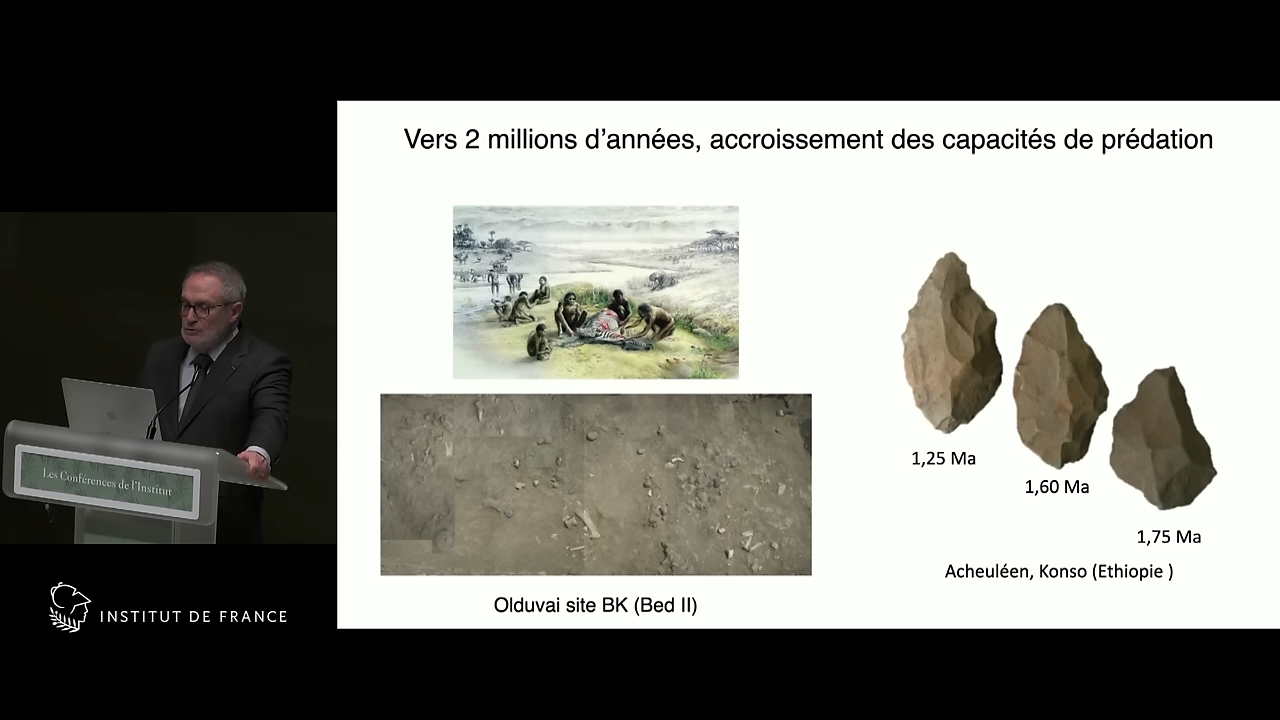 Vers 2 millions d'années, accroissement des capacités de prédation
1,25 Ma
1,60 Ma
1,75 Ma
Acheuléen, Konso (Ethiopie )
Olduvai site BK (Bed II)
Les Conférences de l'Institut
INSTITUT DE FRANCE